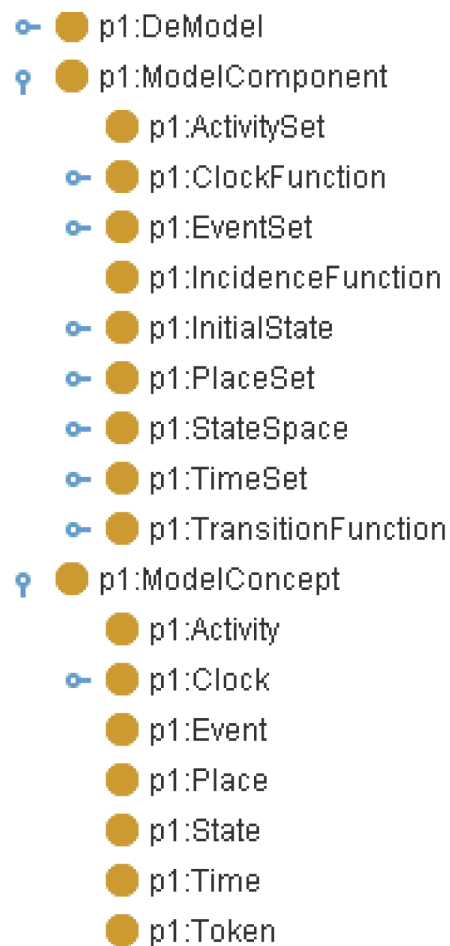 p1:DeModel
p1:ModelComponent
p1:ActivitySet
p1:ClockFunction
p1:EventSet
p1:IncidenceFunction
p1:InitialState
p1:PlaceSet
p1:StateSpace
p1:TimeSet
p1:TransitionFunction
p1:ModelConcept
p1:Activity
p1:Clock
p1:Event
p1:Place
p1:State
p1:Time
p1:Token